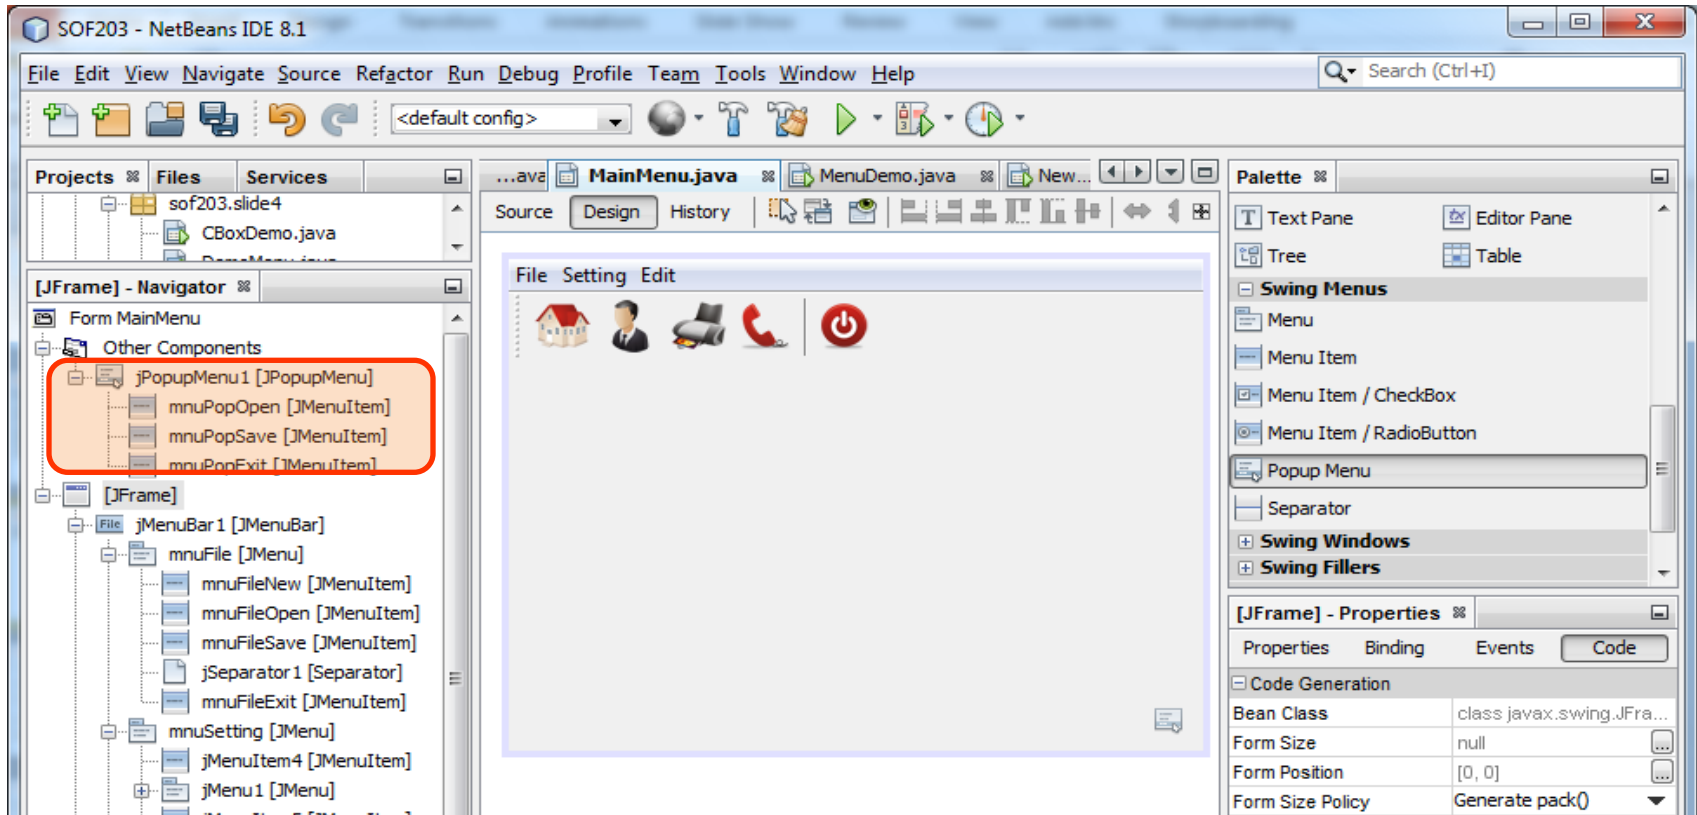 SOF203 - NetBeans IDE 8.1
File Edit View Navigate Source Refactor Run Debug Profile Team Tools Window Help
Search (Ctrl+I)
<default config>
Projects Files Services
sof203.slide4
CBoxDemo.java
DemoMenu.java
[JFrame] - Navigator
Form MainMenu
Other Components
jPopupMenu1 [JPopupMenu]
mnuPopOpen [JMenuItem]
mnuPopSave [JMenuItem]
mnuPopExit [JMenuItem]
[JFrame]
File jMenuBar1 [JMenuBar]
mnuFile [JMenu]
mnuFileNew [JMenuItem]
mnuFileOpen [JMenuItem]
mnuFileSave [JMenuItem]
jSeparator1 [Separator]
mnuFileExit [JMenuItem]
mnuSetting [JMenu]
jMenuItem4 [JMenuItem]
jMenu1 [JMenu]
...ava MainMenu.java MenuDemo.java New...
Source Design History
File Setting Edit
Palette
Text Pane Editor Pane
Tree Table
Swing Menus
Menu
Menu Item
Menu Item / CheckBox
Menu Item / RadioButton
Popup Menu
Separator
Swing Windows
Swing Fillers
[JFrame] - Properties
Properties Binding Events Code
Code Generation
Bean Class class javax.swing.JFra...
Form Size null ...
Form Position [0, 0] ...
Form Size Policy Generate pack()